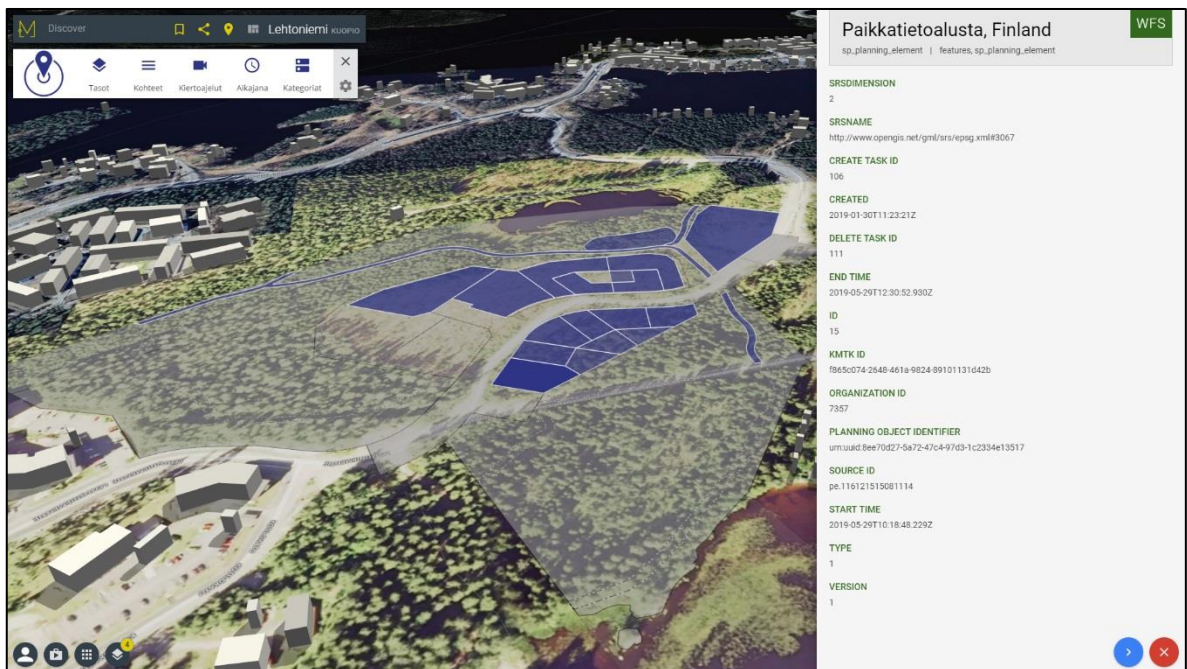 Discover
Lehtoniemi KUOPIO
Tasot
Kohteet
Kiertoajelut
Aikajana
Kategoriat
4
Paikkatietoalusta, Finland
WFS
sp_planning_element | features, sp_planning_element
SRSDIMENSION
2
SRSNAME
http://www.opengis.net/gml/srs/epsg.xml#3067
CREATE TASK ID
106
CREATED
2019-01-30T11:23:21Z
DELETE TASK ID
111
END TIME
2019-05-29T12:30:52.930Z
ID
15
KMTK ID
f865c074-2648-461a-9824-89101131d42b
ORGANIZATION ID
7357
PLANNING OBJECT IDENTIFIER
urn:uuid:8ee70d27-5a72-47c4-97d3-1c2334e13517
SOURCE ID
pe.116121515081114
START TIME
2019-05-29T10:18:48.229Z
TYPE
1
VERSION
1